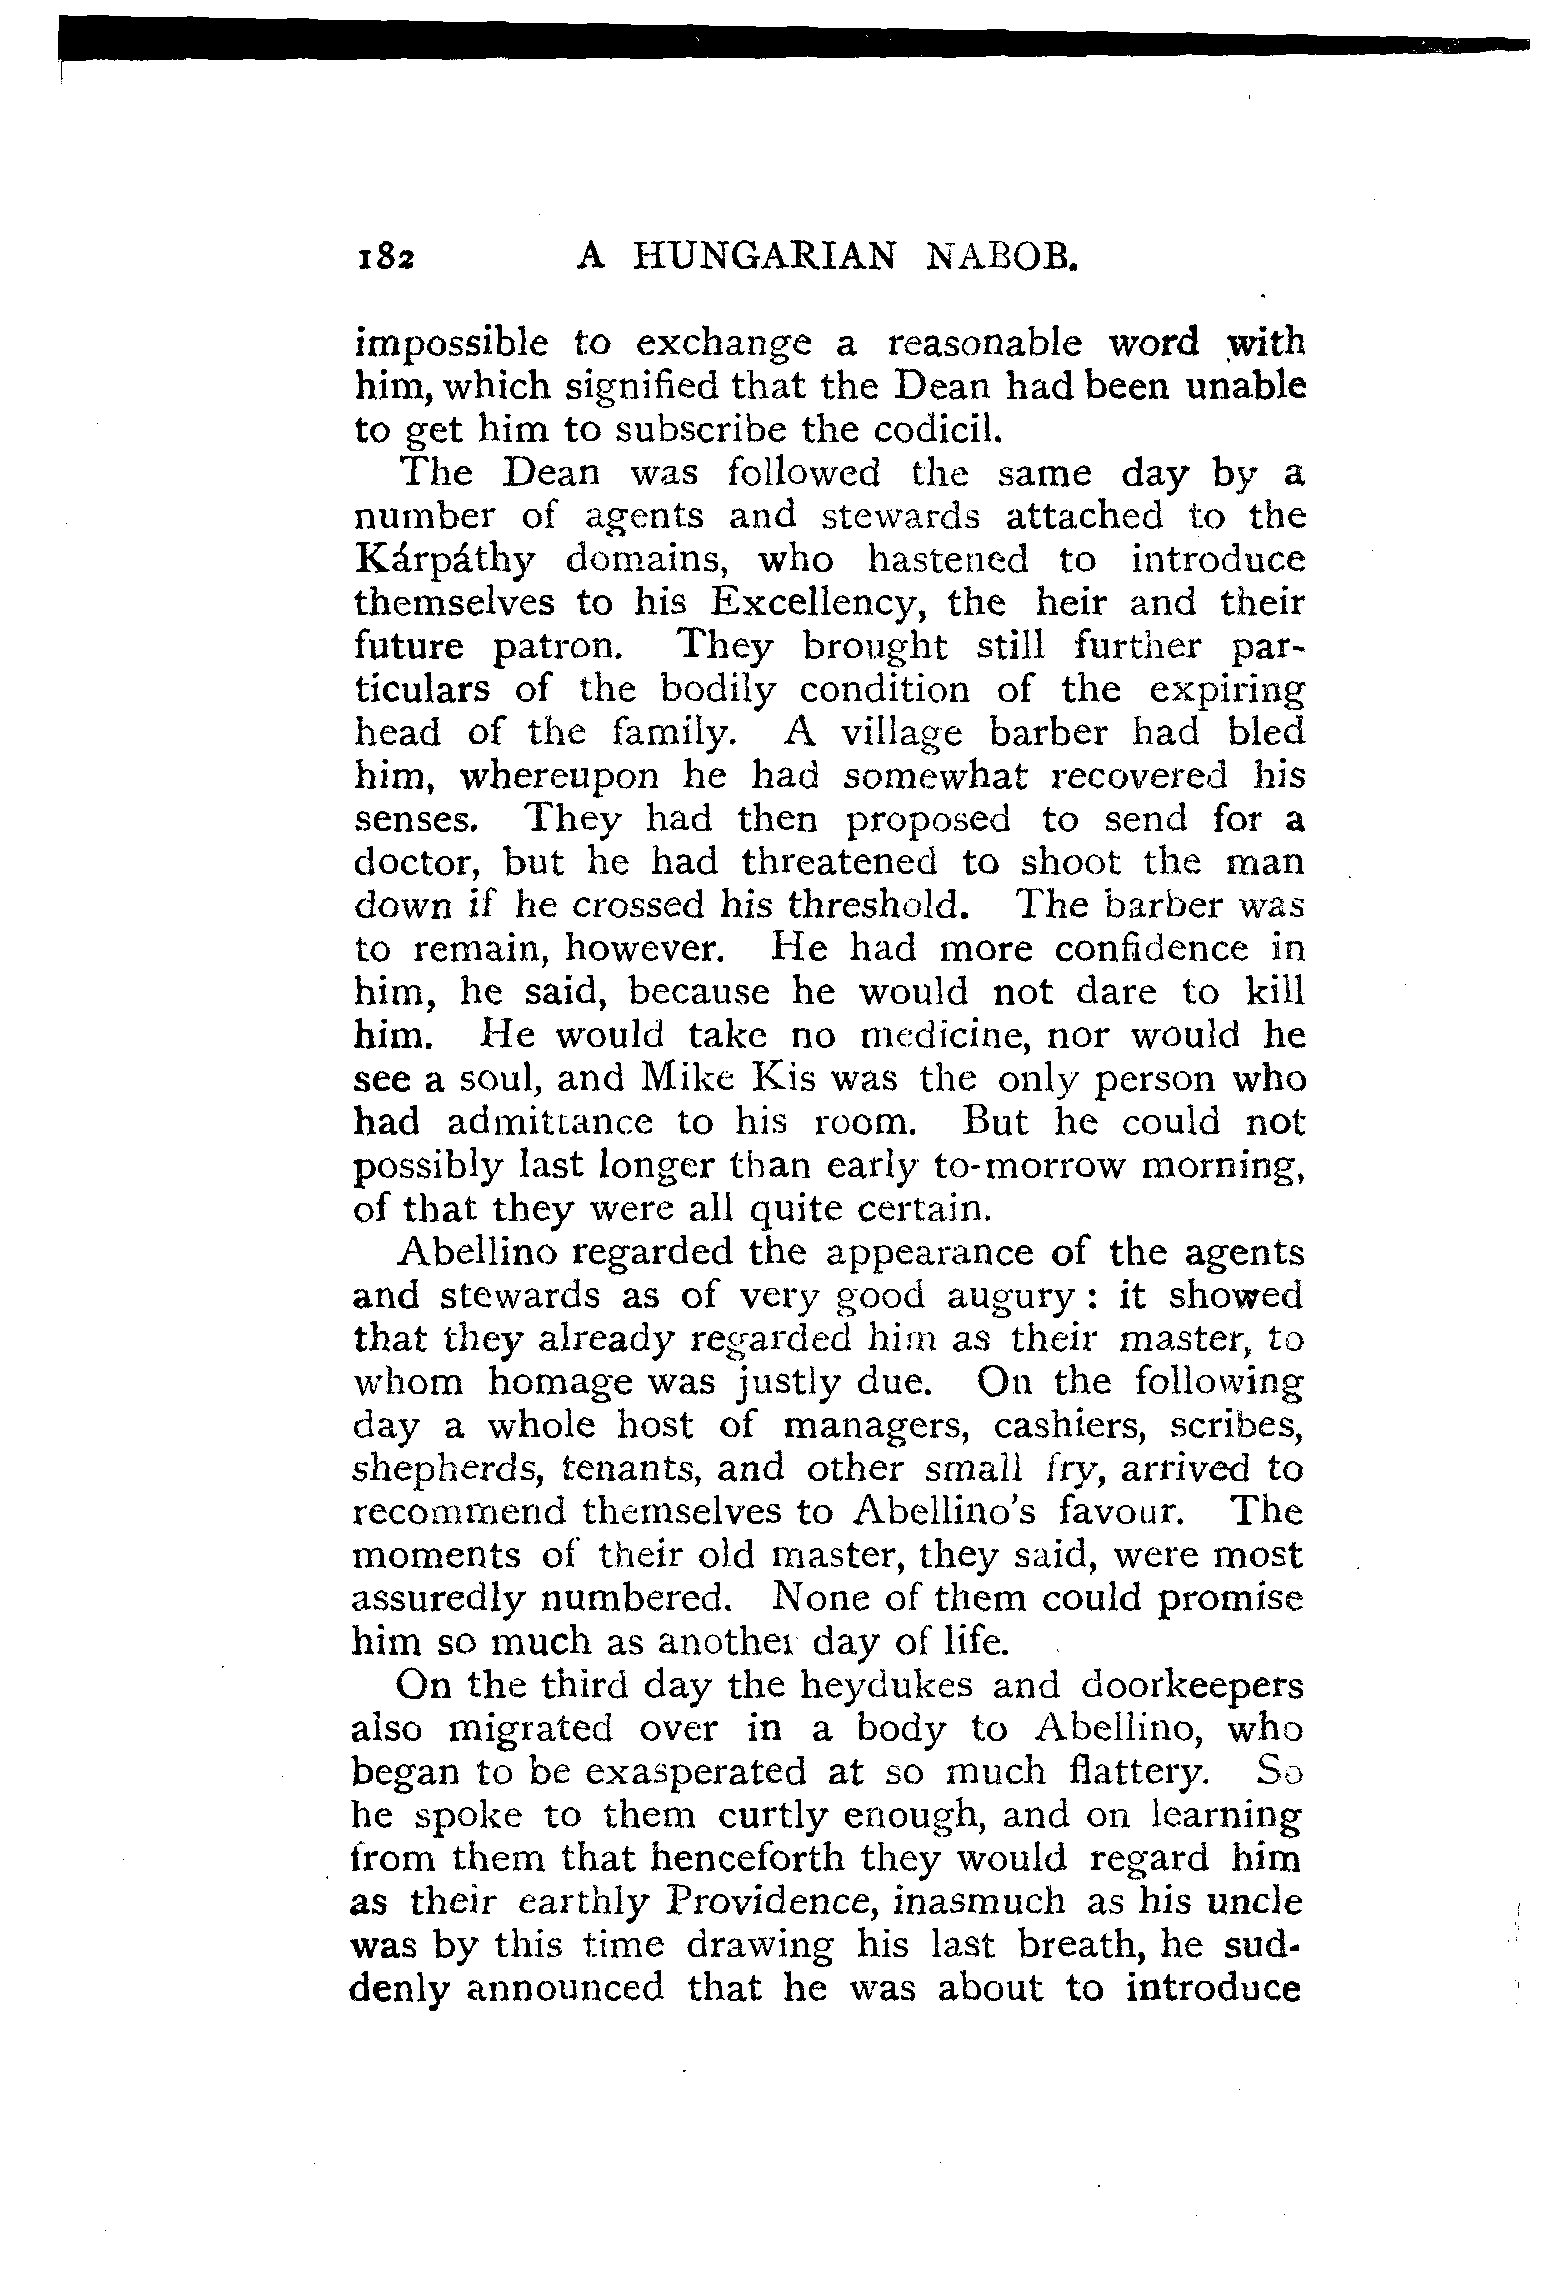 182 A HUNGARIAN NABOB.
impossible to exchange a reasonable word with
him, which signified that the Dean had been unable
to get him to subscribe the codicil.
The Dean was followed the same day by a
number of agents and stewards attached to the
Kárpáthy domains, who hastened to introduce
themselves to his Excellency, the heir and their
future patron. They brought still further par-
ticulars of the bodily condition of the expiring
head of the family. A village barber had bled
him, whereupon he had somewhat recovered his
senses. They had then proposed to send for a
doctor, but he had threatened to shoot the man
down if he crossed his threshold. The barber was
to remain, however. He had more confidence in
him, he said, because he would not dare to kill
him. He would take no medicine, nor would he
see a soul, and Mike Kis was the only person who
had admittance to his room. But he could not
possibly last longer than early to-morrow morning,
of that they were all quite certain.
Abellino regarded the appearance of the agents
and stewards as of very good augury : it showed
that they already regarded him as their master, to
whom homage was justly due. On the following
day a whole host of managers, cashiers, scribes,
shepherds, tenants, and other small fry, arrived to
recommend themselves to Abellino's favour. The
moments of their old master, they said, were most
assuredly numbered. None of them could promise
him so much as another day of life.
On the third day the heydukes and doorkeepers
also migrated over in a body to Abellino, who
began to be exasperated at so much flattery. So
he spoke to them curtly enough, and on learning
from them that henceforth they would regard him
as their earthly Providence, inasmuch as his uncle
was by this time drawing his last breath, he sud-
denly announced that he was about to introduce